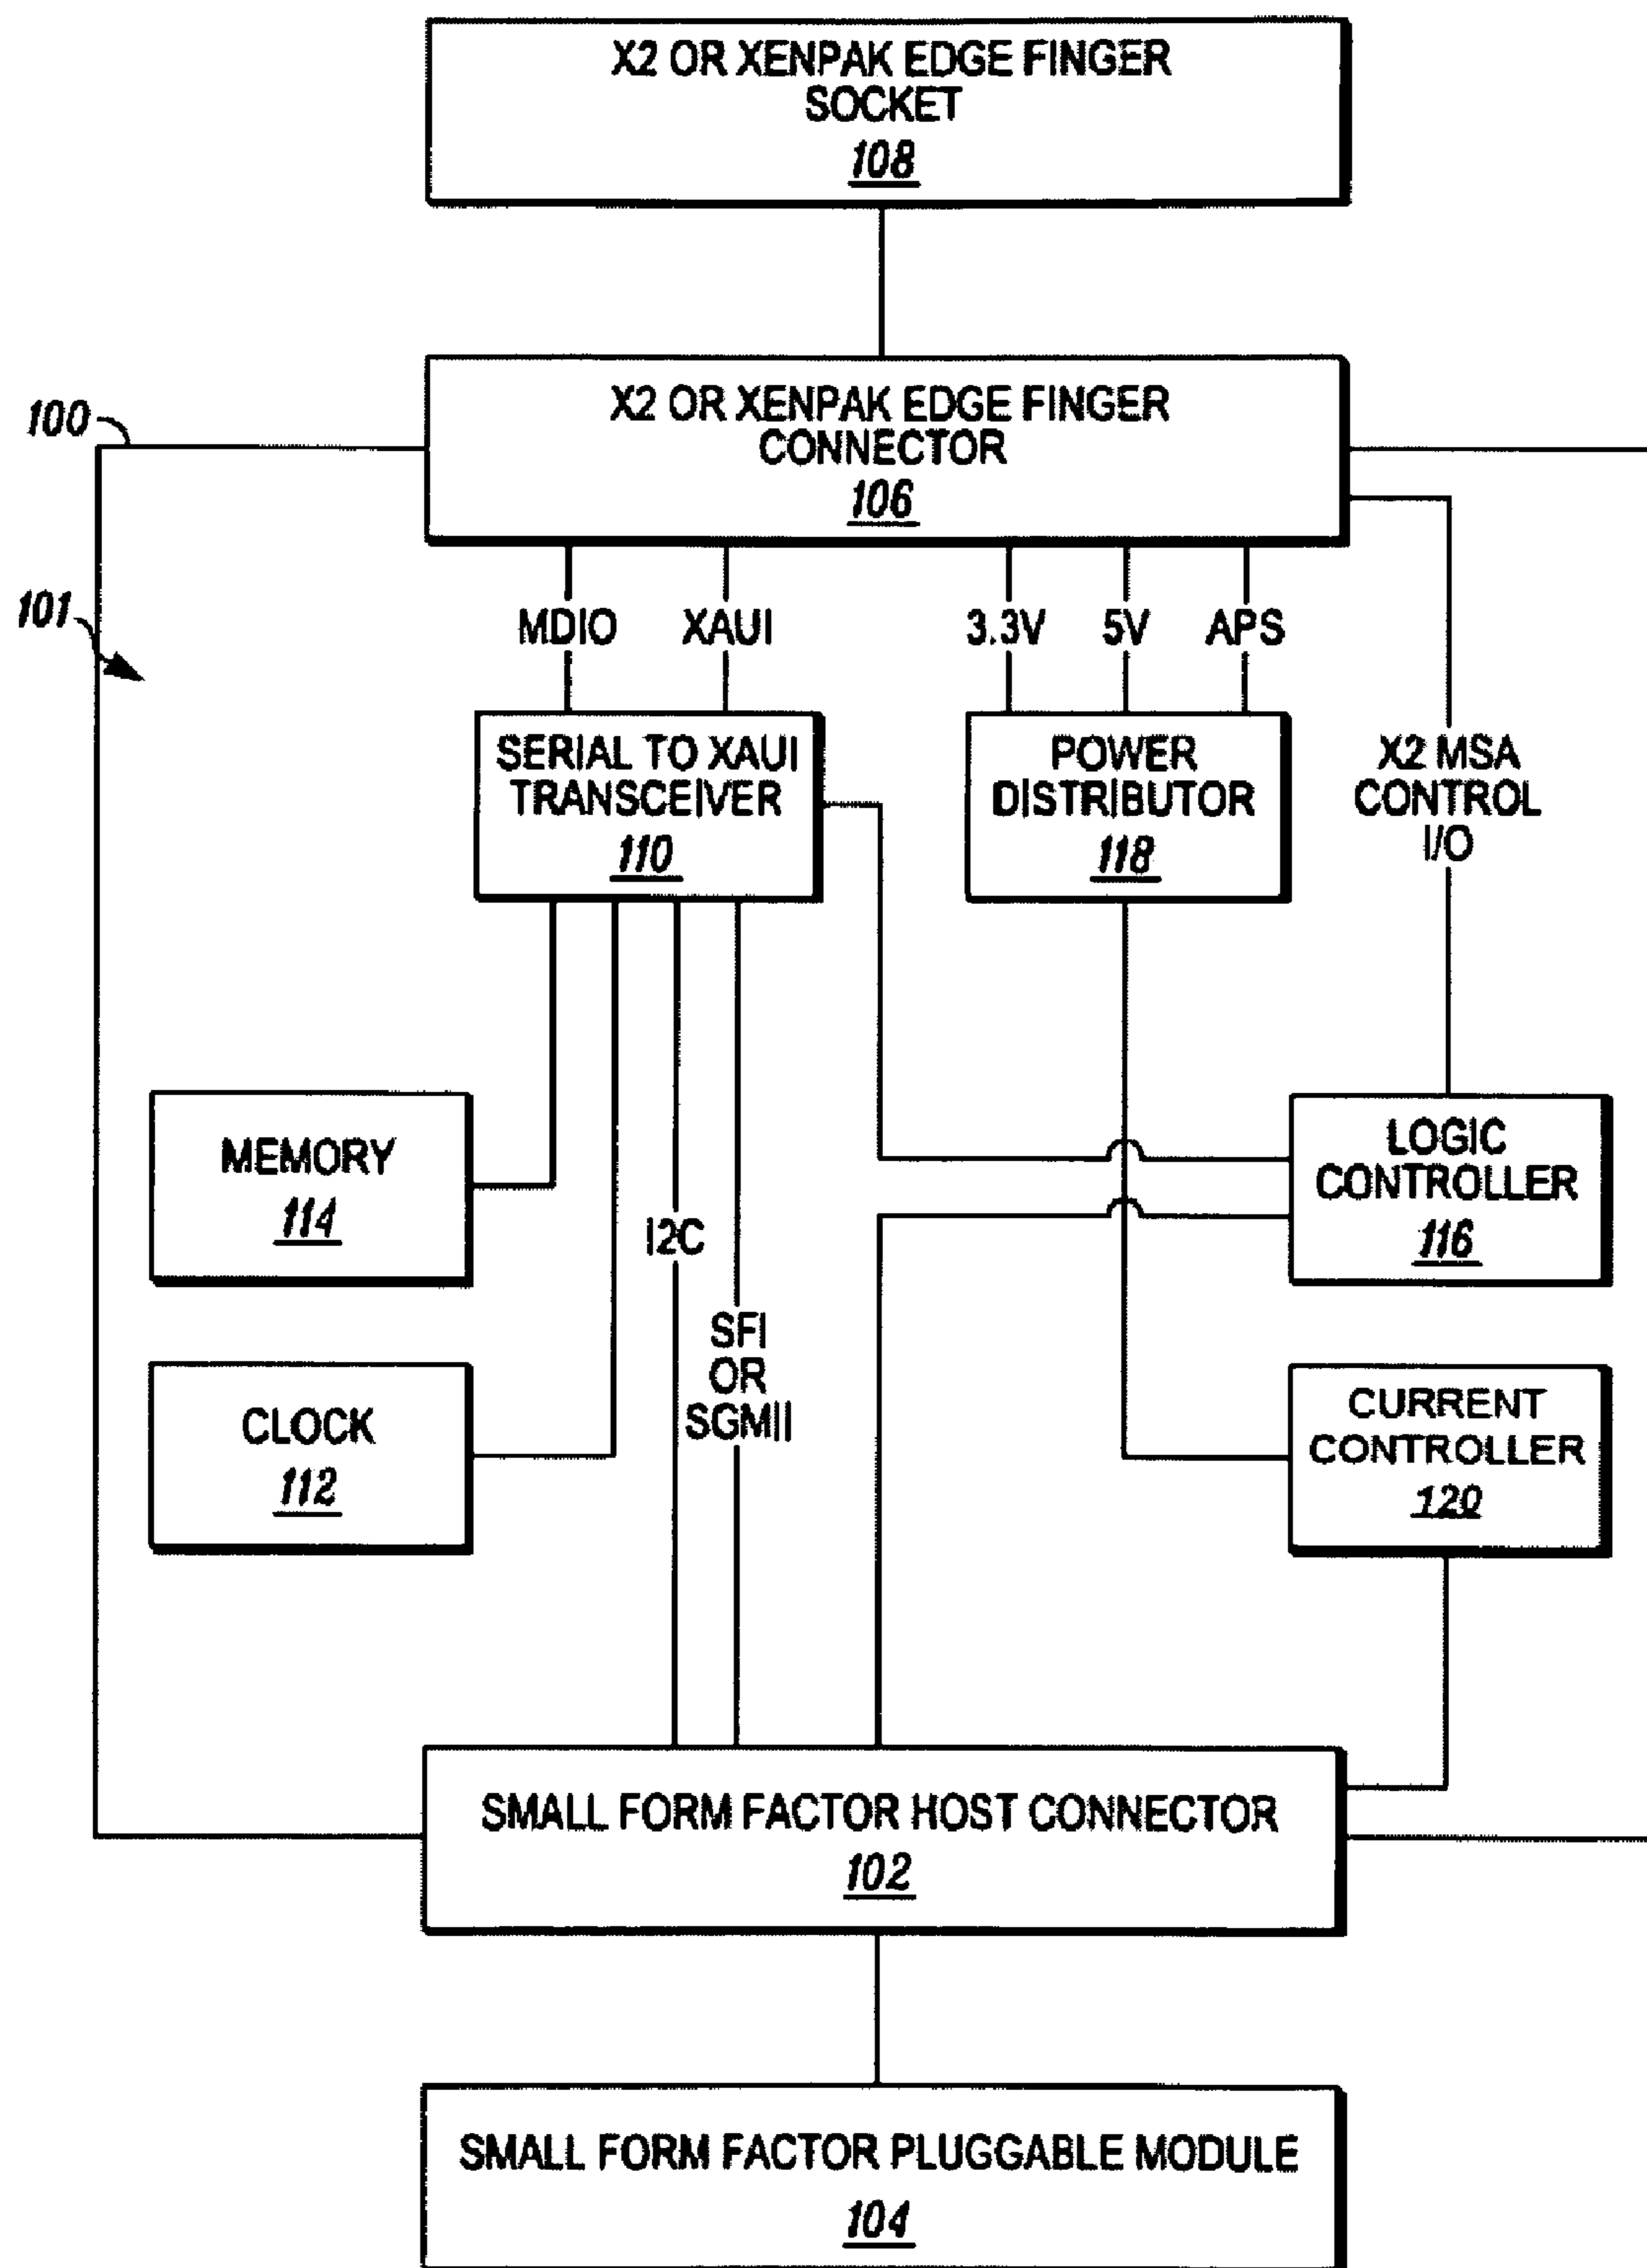 X2 OR XENPAK EDGE FINGER
SOCKET
108
100
X2 OR XENPAK EDGE FINGER
CONNECTOR
106
101
MDIO
XAUI
3.3V
5V
APS
SERIAL TO XAUI
TRANSCEIVER
110
POWER
DISTRIBUTOR
118
X2 MSA
CONTROL
I/O
MEMORY
114
I2C
LOGIC
CONTROLLER
116
SFI
OR
SGMII
CLOCK
112
CURRENT
CONTROLLER
120
SMALL FORM FACTOR HOST CONNECTOR
102
SMALL FORM FACTOR PLUGGABLE MODULE
104